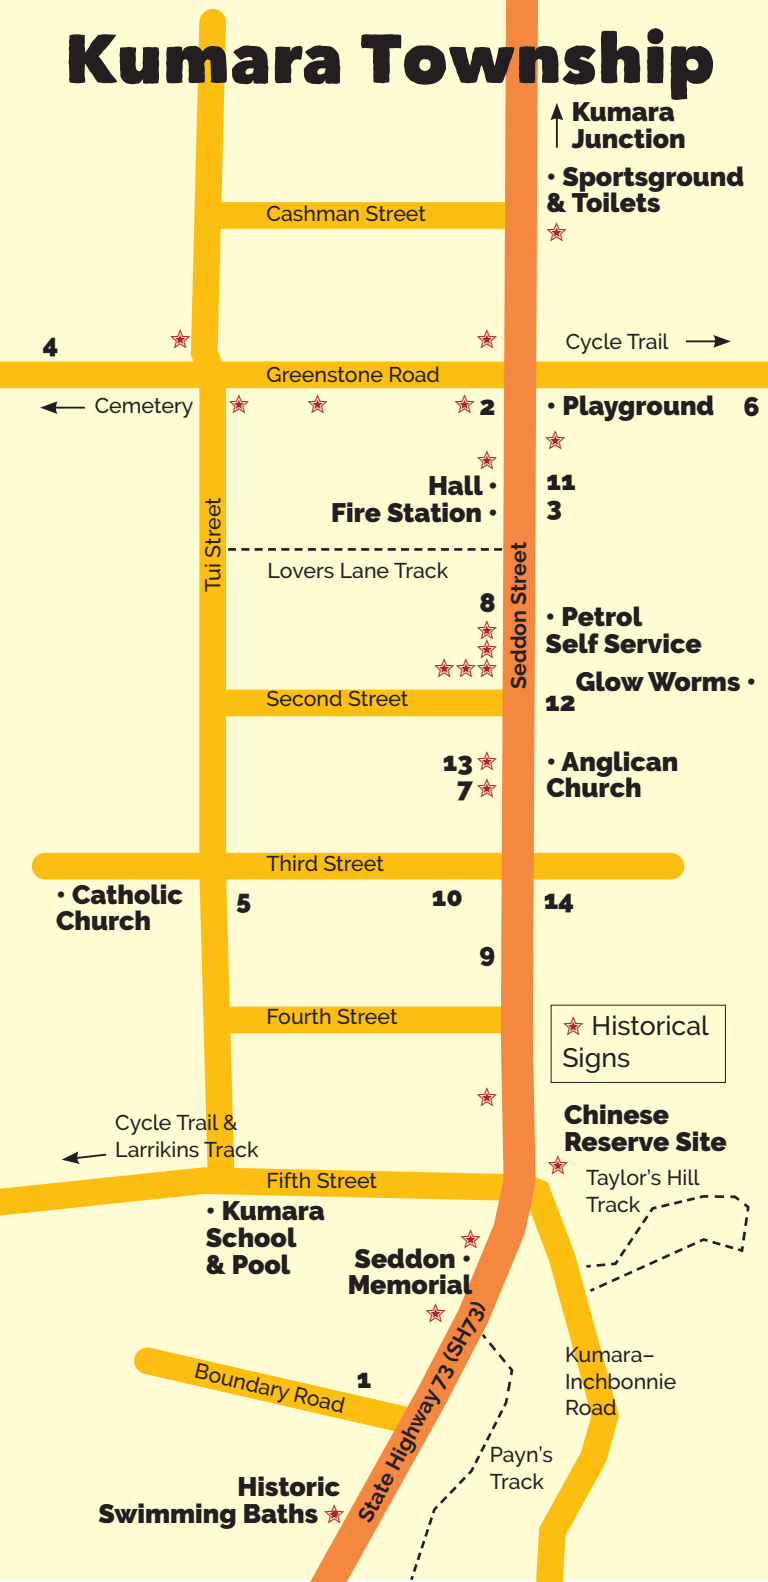 Kumara Township
Kumara
Junction
• Sportsground
& Toilets
Cashman Street
4
Cycle Trail
Greenstone Road
Cemetery
2
• Playground
6
Hall •
11
Fire Station •
3
Tui Street
Lovers Lane Track
Seddon Street
8
• Petrol
Self Service
Glow Worms •
12
Second Street
13
7
• Anglican
Church
Third Street
• Catholic
Church
5
10
14
9
Fourth Street
Historical
Signs
Cycle Trail &
Larrikins Track
Chinese
Reserve Site
Taylor's Hill
Track
Fifth Street
• Kumara
School
& Pool
Seddon •
Memorial
State Highway 73 (SH73)
Kumara–
Inchbonnie
Road
Boundary Road
1
Payn's
Track
Historic
Swimming Baths